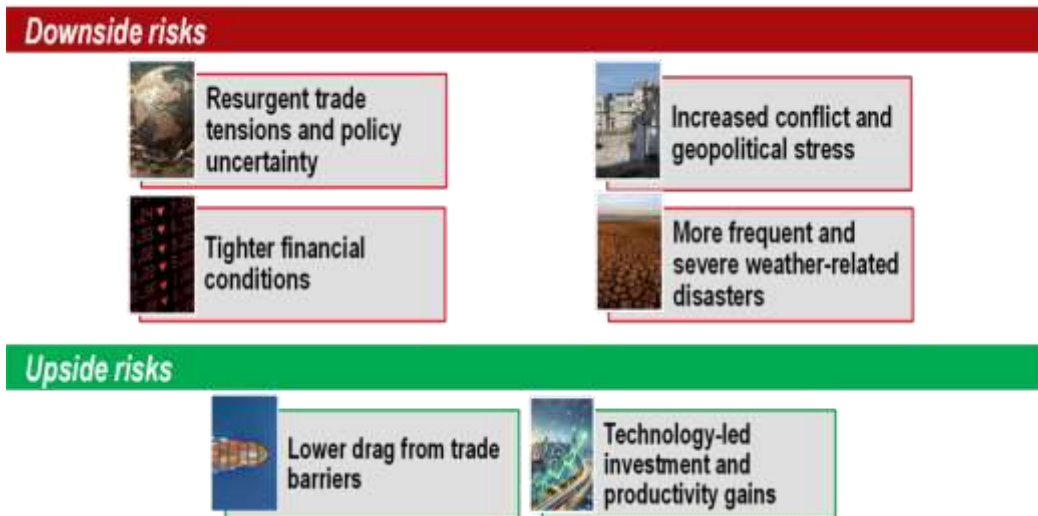 Downside risks
Resurgent trade
tensions and policy
uncertainty
Increased conflict and
geopolitical stress
Tighter financial
conditions
More frequent and
severe weather-related
disasters
Upside risks
Lower drag from trade
barriers
Technology-led
investment and
productivity gains